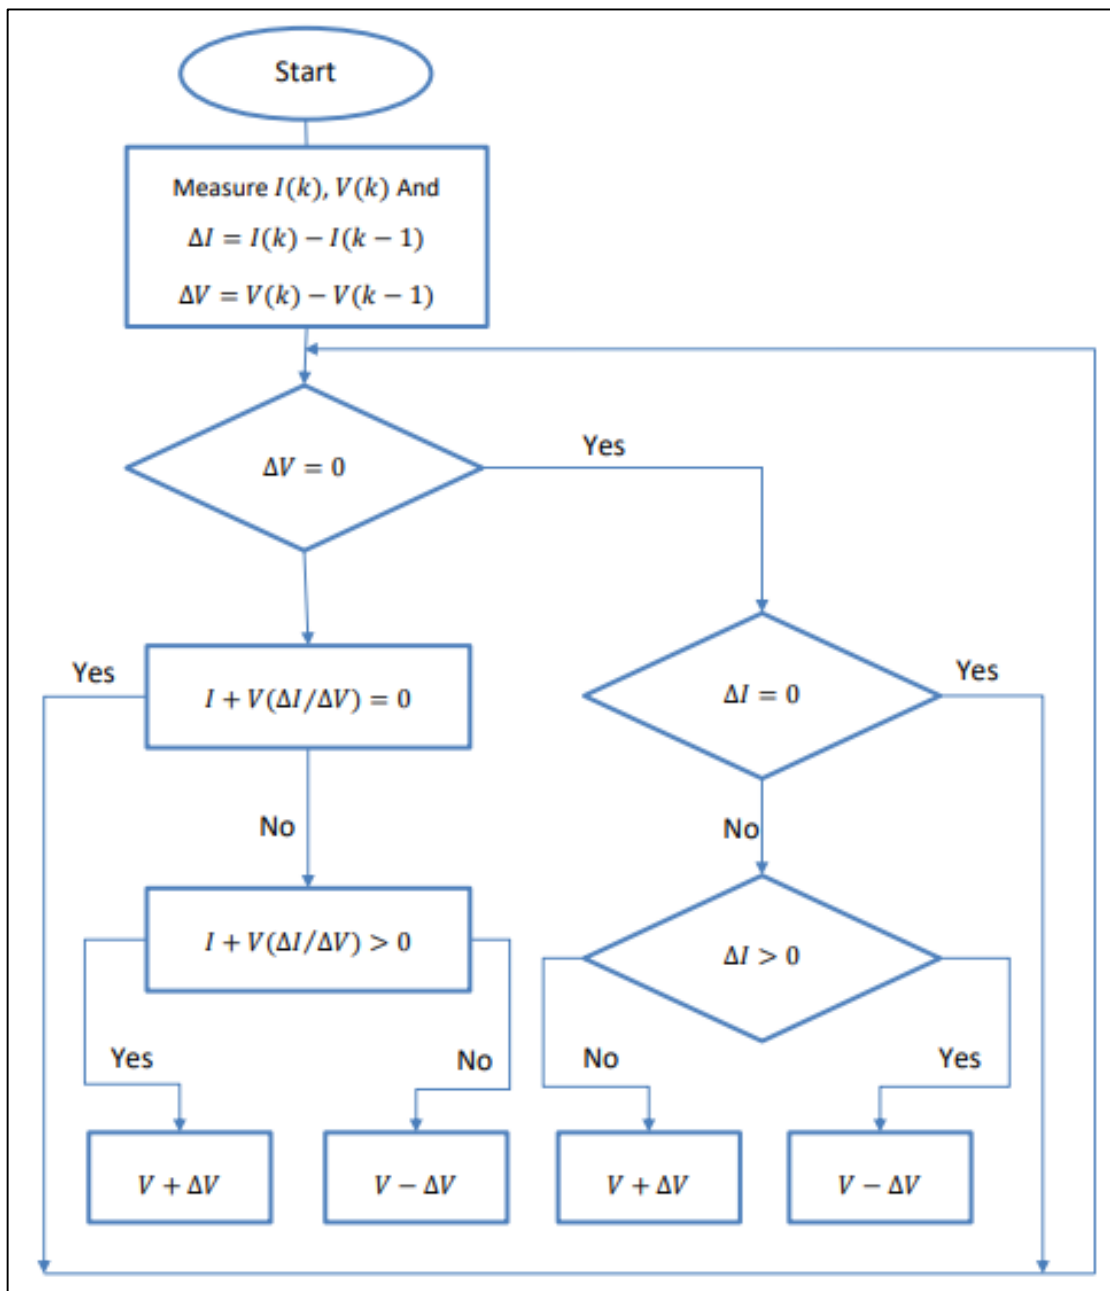 Start
Measure I(k), V(k) And
ΔI = I(k) − I(k − 1)
ΔV = V(k) − V(k − 1)
ΔV = 0
Yes
Yes
I + V(ΔI/ΔV) = 0
ΔI = 0
Yes
No
No
I + V(ΔI/ΔV) > 0
ΔI > 0
Yes
No
No
Yes
V + ΔV
V − ΔV
V + ΔV
V − ΔV